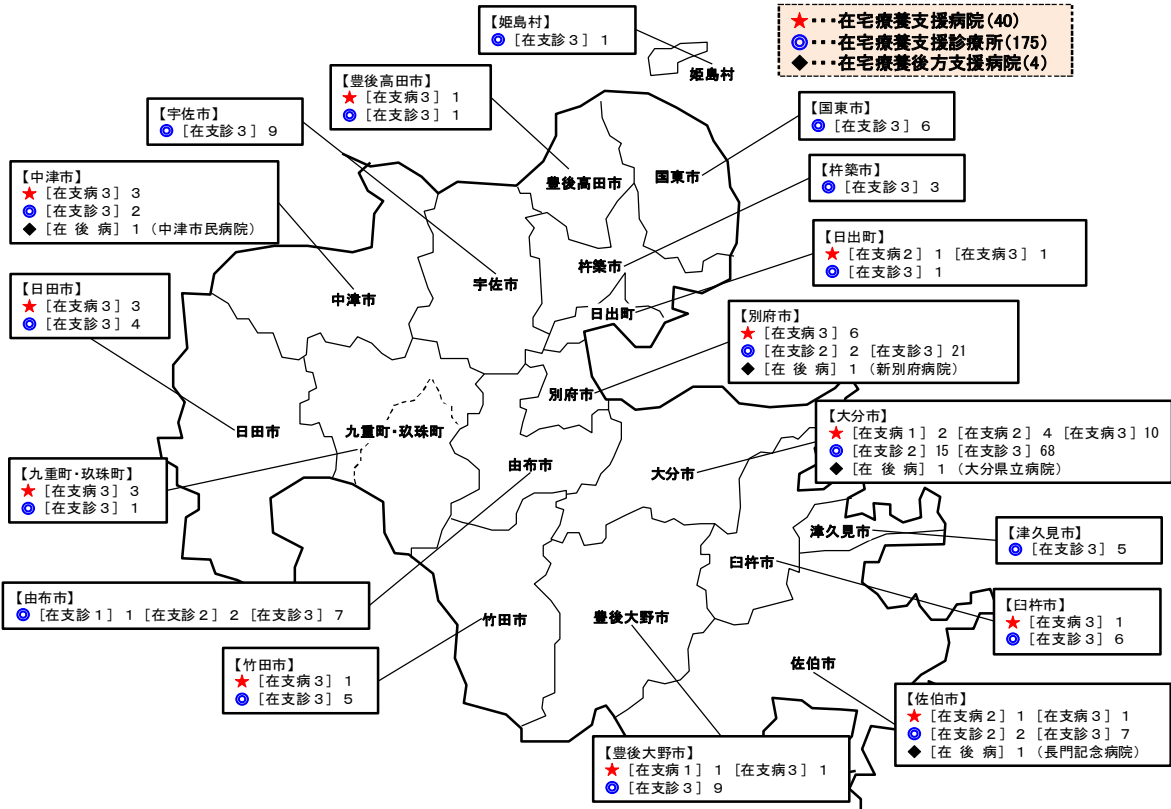 ★・・・在宅療養支援病院(40)
◎・・・在宅療養支援診療所(175)
◆・・・在宅療養後方支援病院(4)
【姫島村】
◎ [在支診３] １
姫島村
【豊後高田市】
★ [在支病３] １
◎ [在支診３] １
【宇佐市】
◎ [在支診３] ９
【国東市】
◎ [在支診３] ６
【中津市】
★ [在支病３] ３
◎ [在支診３] ２
◆ [在 後 病] １ (中津市民病院)
【杵築市】
◎ [在支診３] ３
【日出町】
★ [在支病２] １ [在支病３] １
◎ [在支診３] １
【日田市】
★ [在支病３] ３
◎ [在支診３] ４
【別府市】
★ [在支病３] ６
◎ [在支診２] ２ [在支診３] 21
◆ [在 後 病] １ (新別府病院)
豊後高田市
国東市
杵築市
宇佐市
中津市
日出町
別府市
日田市
九重町・玖珠町
由布市
大分市
津久見市
臼杵市
竹田市
豊後大野市
佐伯市
【大分市】
★ [在支病１] ２ [在支病２] ４ [在支病３] 10
◎ [在支診２] 15 [在支診３] 68
◆ [在 後 病] １ (大分県立病院)
【九重町・玖珠町】
★ [在支病３] ３
◎ [在支診３] １
【津久見市】
◎ [在支診３] ５
【由布市】
◎ [在支診１] １ [在支診２] ２ [在支診３] ７
【臼杵市】
★ [在支病３] １
◎ [在支診３] ６
【竹田市】
★ [在支病３] １
◎ [在支診３] ５
【佐伯市】
★ [在支病２] １ [在支病３] １
◎ [在支診２] ２ [在支診３] ７
◆ [在 後 病] １ (長門記念病院)
【豊後大野市】
★ [在支病１] １ [在支病３] １
◎ [在支診３] ９